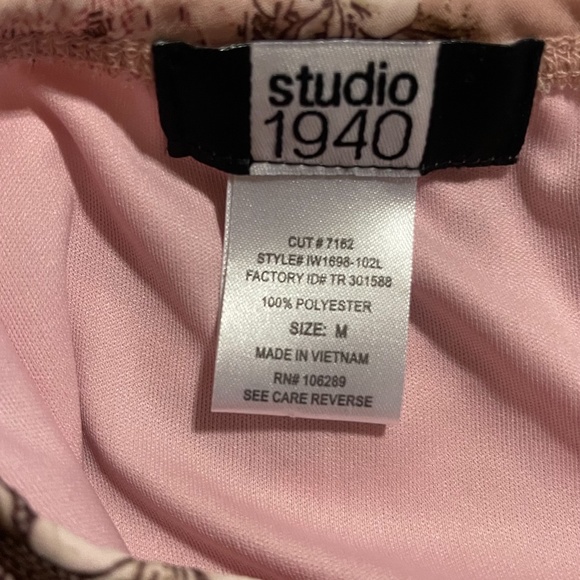 studio
1940
CUT # 7162
STYLE# IW1698-102L
FACTORY ID# TR 301588
100% POLYESTER
SIZE: M
MADE IN VIETNAM
RN# 106289
SEE CARE REVERSE